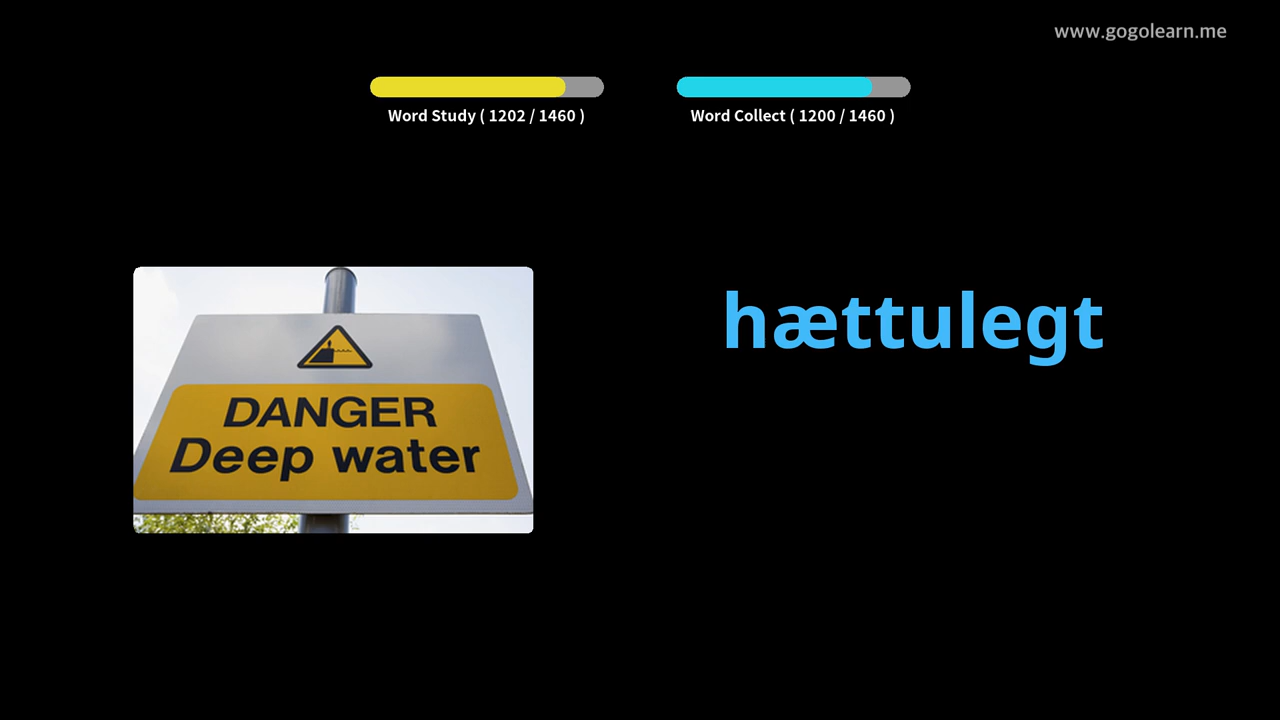 www.gogolearn.me
Word Study ( 1202 / 1460 )
Word Collect ( 1200 / 1460 )
DANGER
Deep water
hættulegt